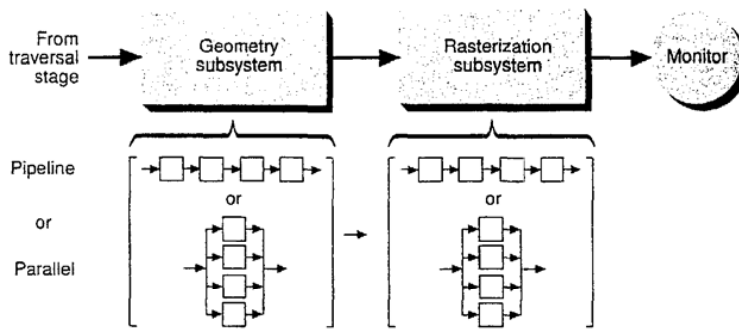 From
traversal
stage
Geometry
subsystem
Rasterization
subsystem
Monitor
Pipeline
or
Parallel
or
or